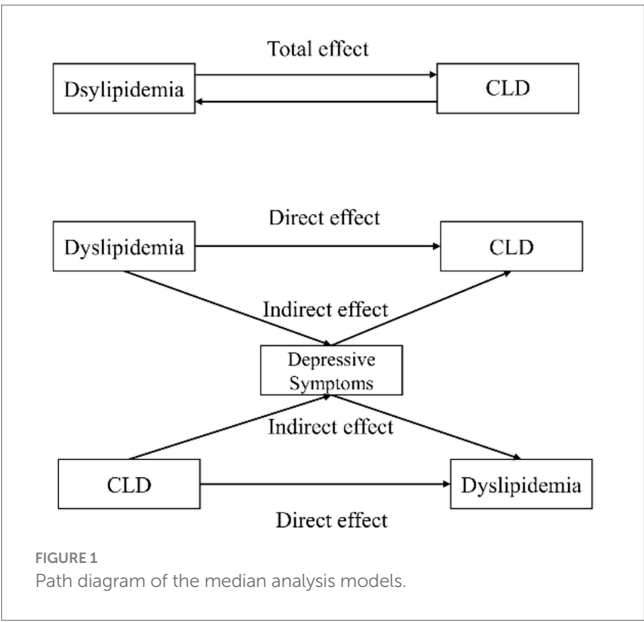 Total effect
Dsylipidemia
CLD
Direct effect
Dyslipidemia
CLD
Indirect effect
Depressive
Symptoms
Indirect effect
CLD
Dyslipidemia
Direct effect
FIGURE 1
Path diagram of the median analysis models.